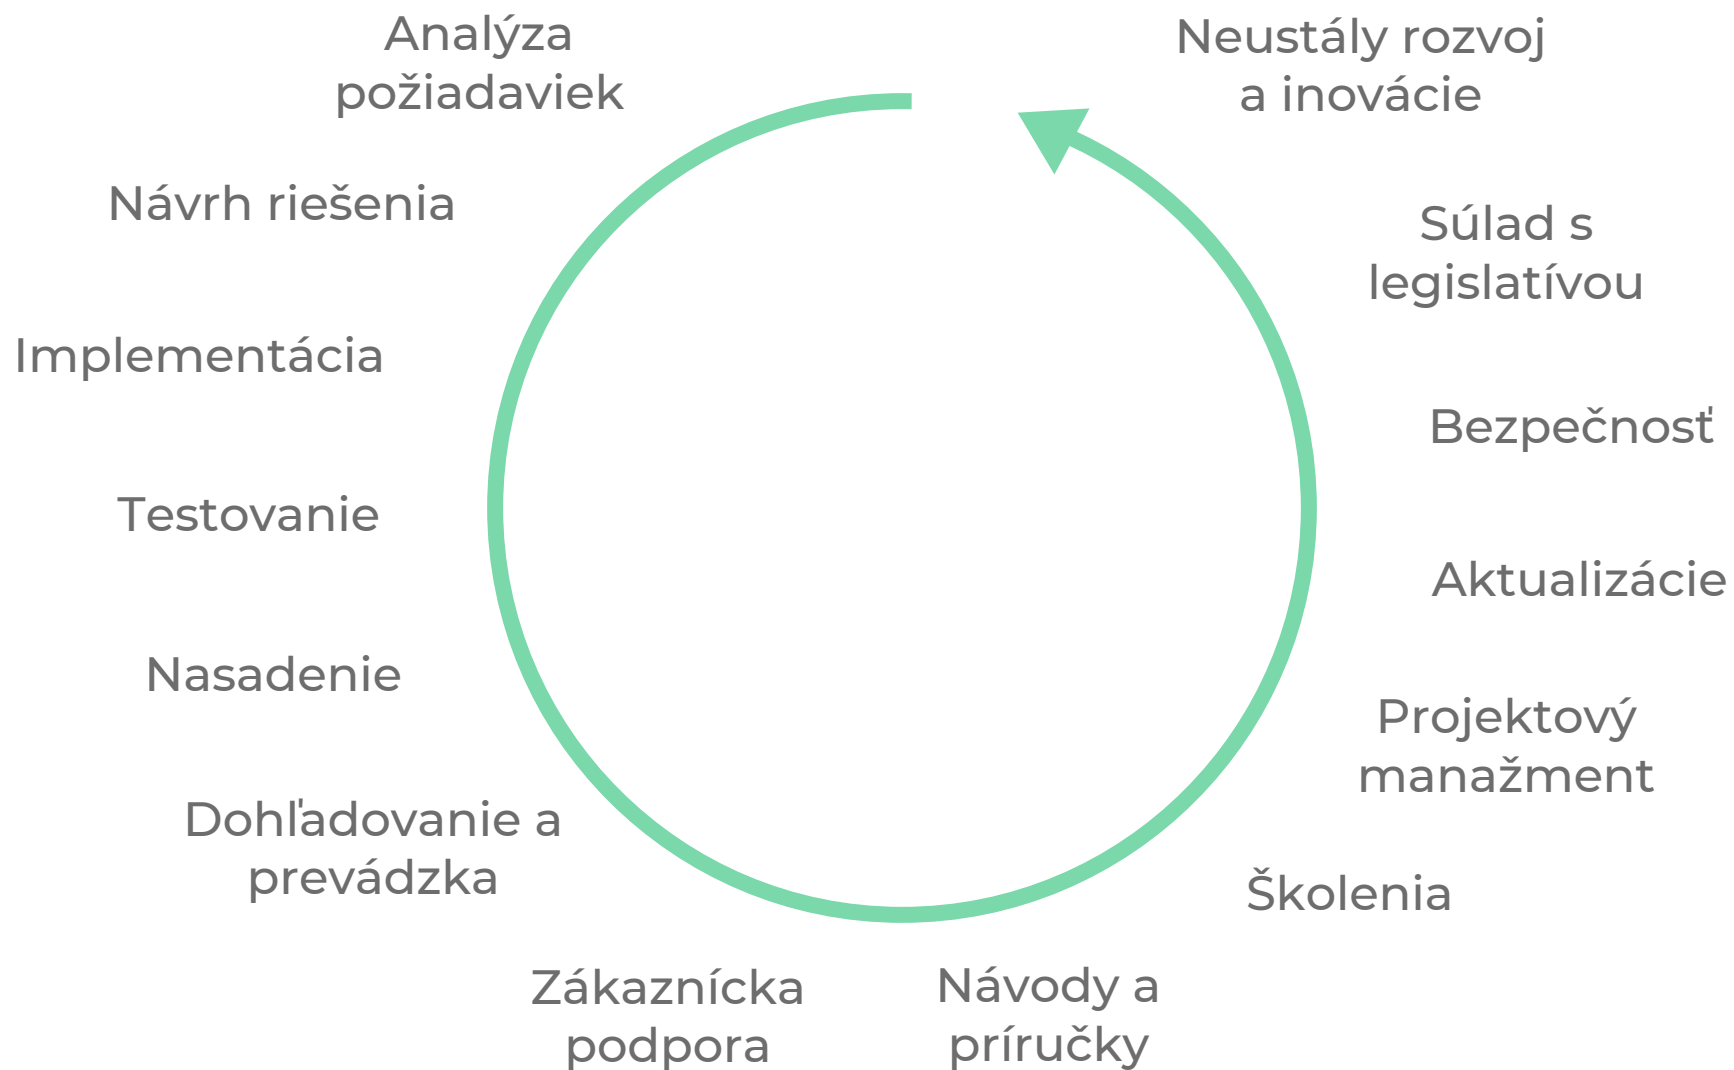 Analýza
požiadaviek
Návrh riešenia
Implementácia
Testovanie
Nasadenie
Dohľadovanie a
prevádzka
Zákaznícka
podpora
Návody a
príručky
Školenia
Projektový
manažment
Aktualizácie
Bezpečnosť
Súlad s
legislatívou
Neustály rozvoj
a inovácie